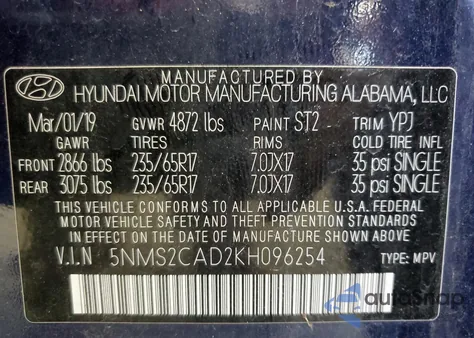 MANUFACTURED BY
HYUNDAI MOTOR MANUFACTURING ALABAMA, LLC
Mar/01/19 GVWR 4872 lbs PAINT ST2 TRIM YPJ
GAWR TIRES RIMS COLD TIRE INFL
FRONT 2866 lbs 235/65R17 7.0JX17 35 psi SINGLE
REAR 3075 lbs 235/65R17 7.0JX17 35 psi SINGLE
THIS VEHICLE CONFORMS TO ALL APPLICABLE U.S.A. FEDERAL
MOTOR VEHICLE SAFETY AND THEFT PREVENTION STANDARDS
IN EFFECT ON THE DATE OF MANUFACTURE SHOWN ABOVE.
V.I.N 5NMS2CAD2KH096254 TYPE: MPV
autoSnap